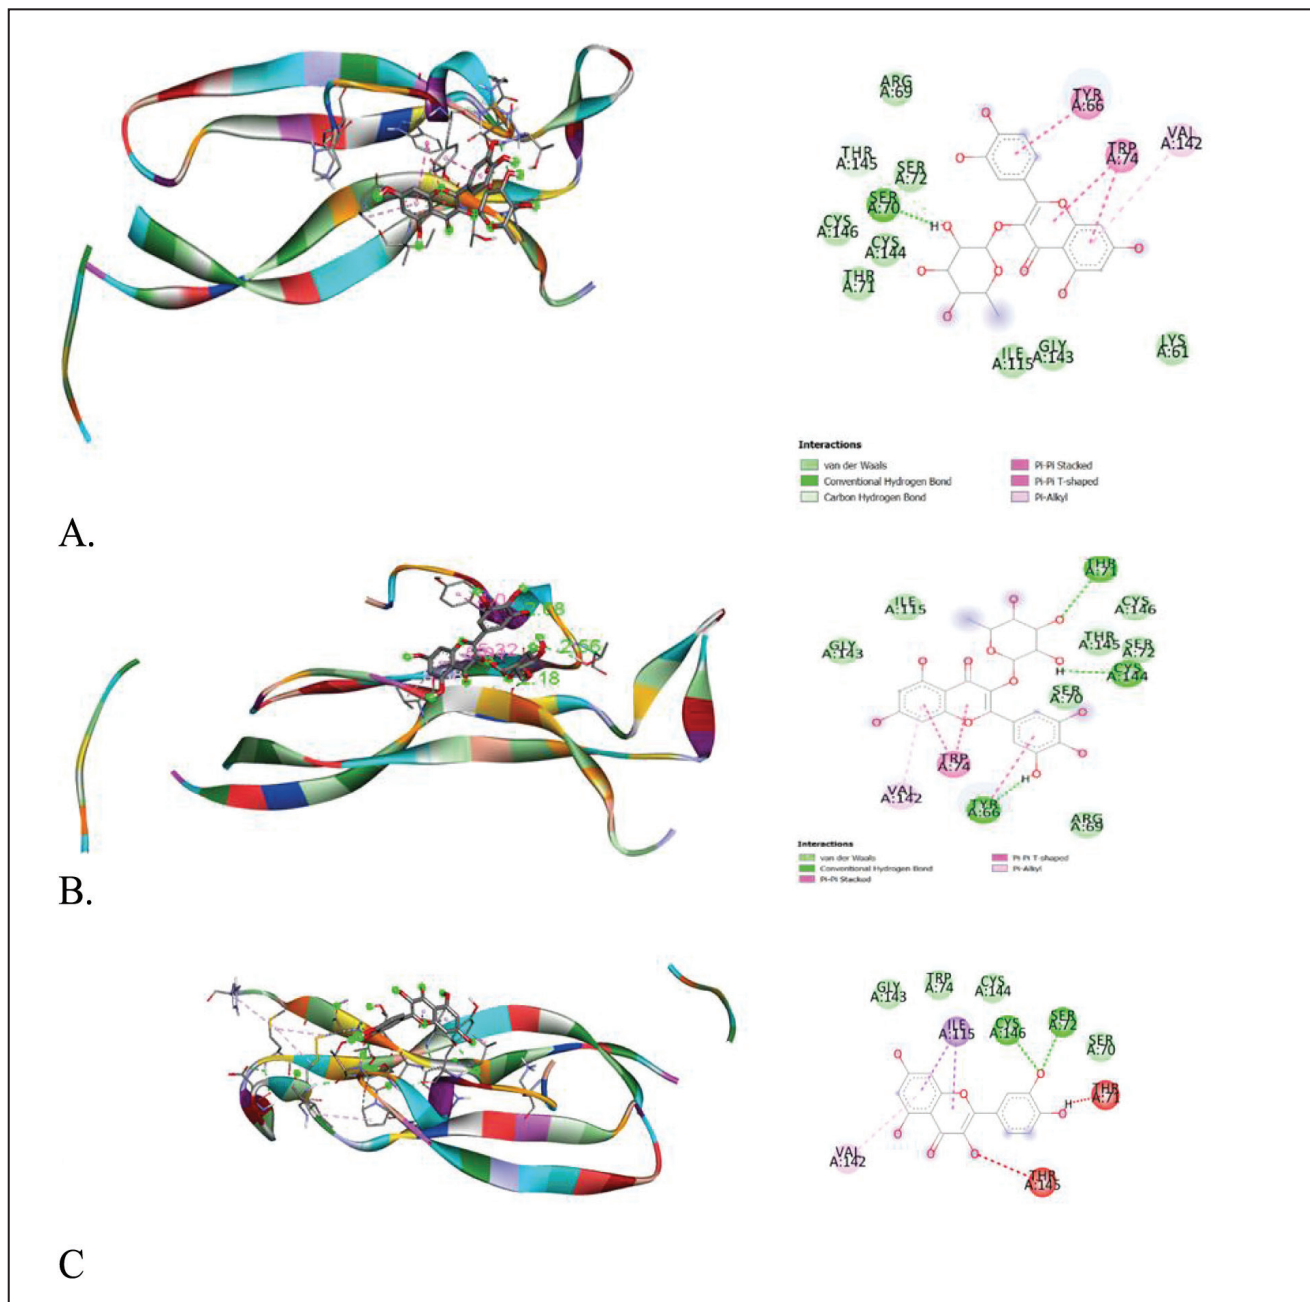 ARG
A:69
TYR
A:66
VAL
A:142
TRP
A:74
THR
A:145
SER
A:72
SER
A:70
CYS
A:146
CYS
A:144
THR
A:71
H
O
ILE
A:115
GLY
A:143
LYS
A:61
Interactions
van der Waals
Conventional Hydrogen Bond
Carbon Hydrogen Bond
Pi-Pi Stacked
Pi-Pi T-shaped
Pi-Alkyl
A.
2.56
2.18
THR
A:71
ILE
A:115
CYS
A:146
GLY
A:143
THR
A:145
SER
A:72
CYS
A:144
SER
A:70
TRP
A:74
VAL
A:142
TYR
A:66
ARG
A:69
Interactions
van der Waals
Conventional Hydrogen Bond
Pi-Pi Stacked
Pi-Pi T-shaped
Pi-Alkyl
B.
GLY
A:143
TRP
A:74
CYS
A:144
ILE
A:115
CYS
A:146
SER
A:72
SER
A:70
THR
A:71
VAL
A:142
THR
A:145
C